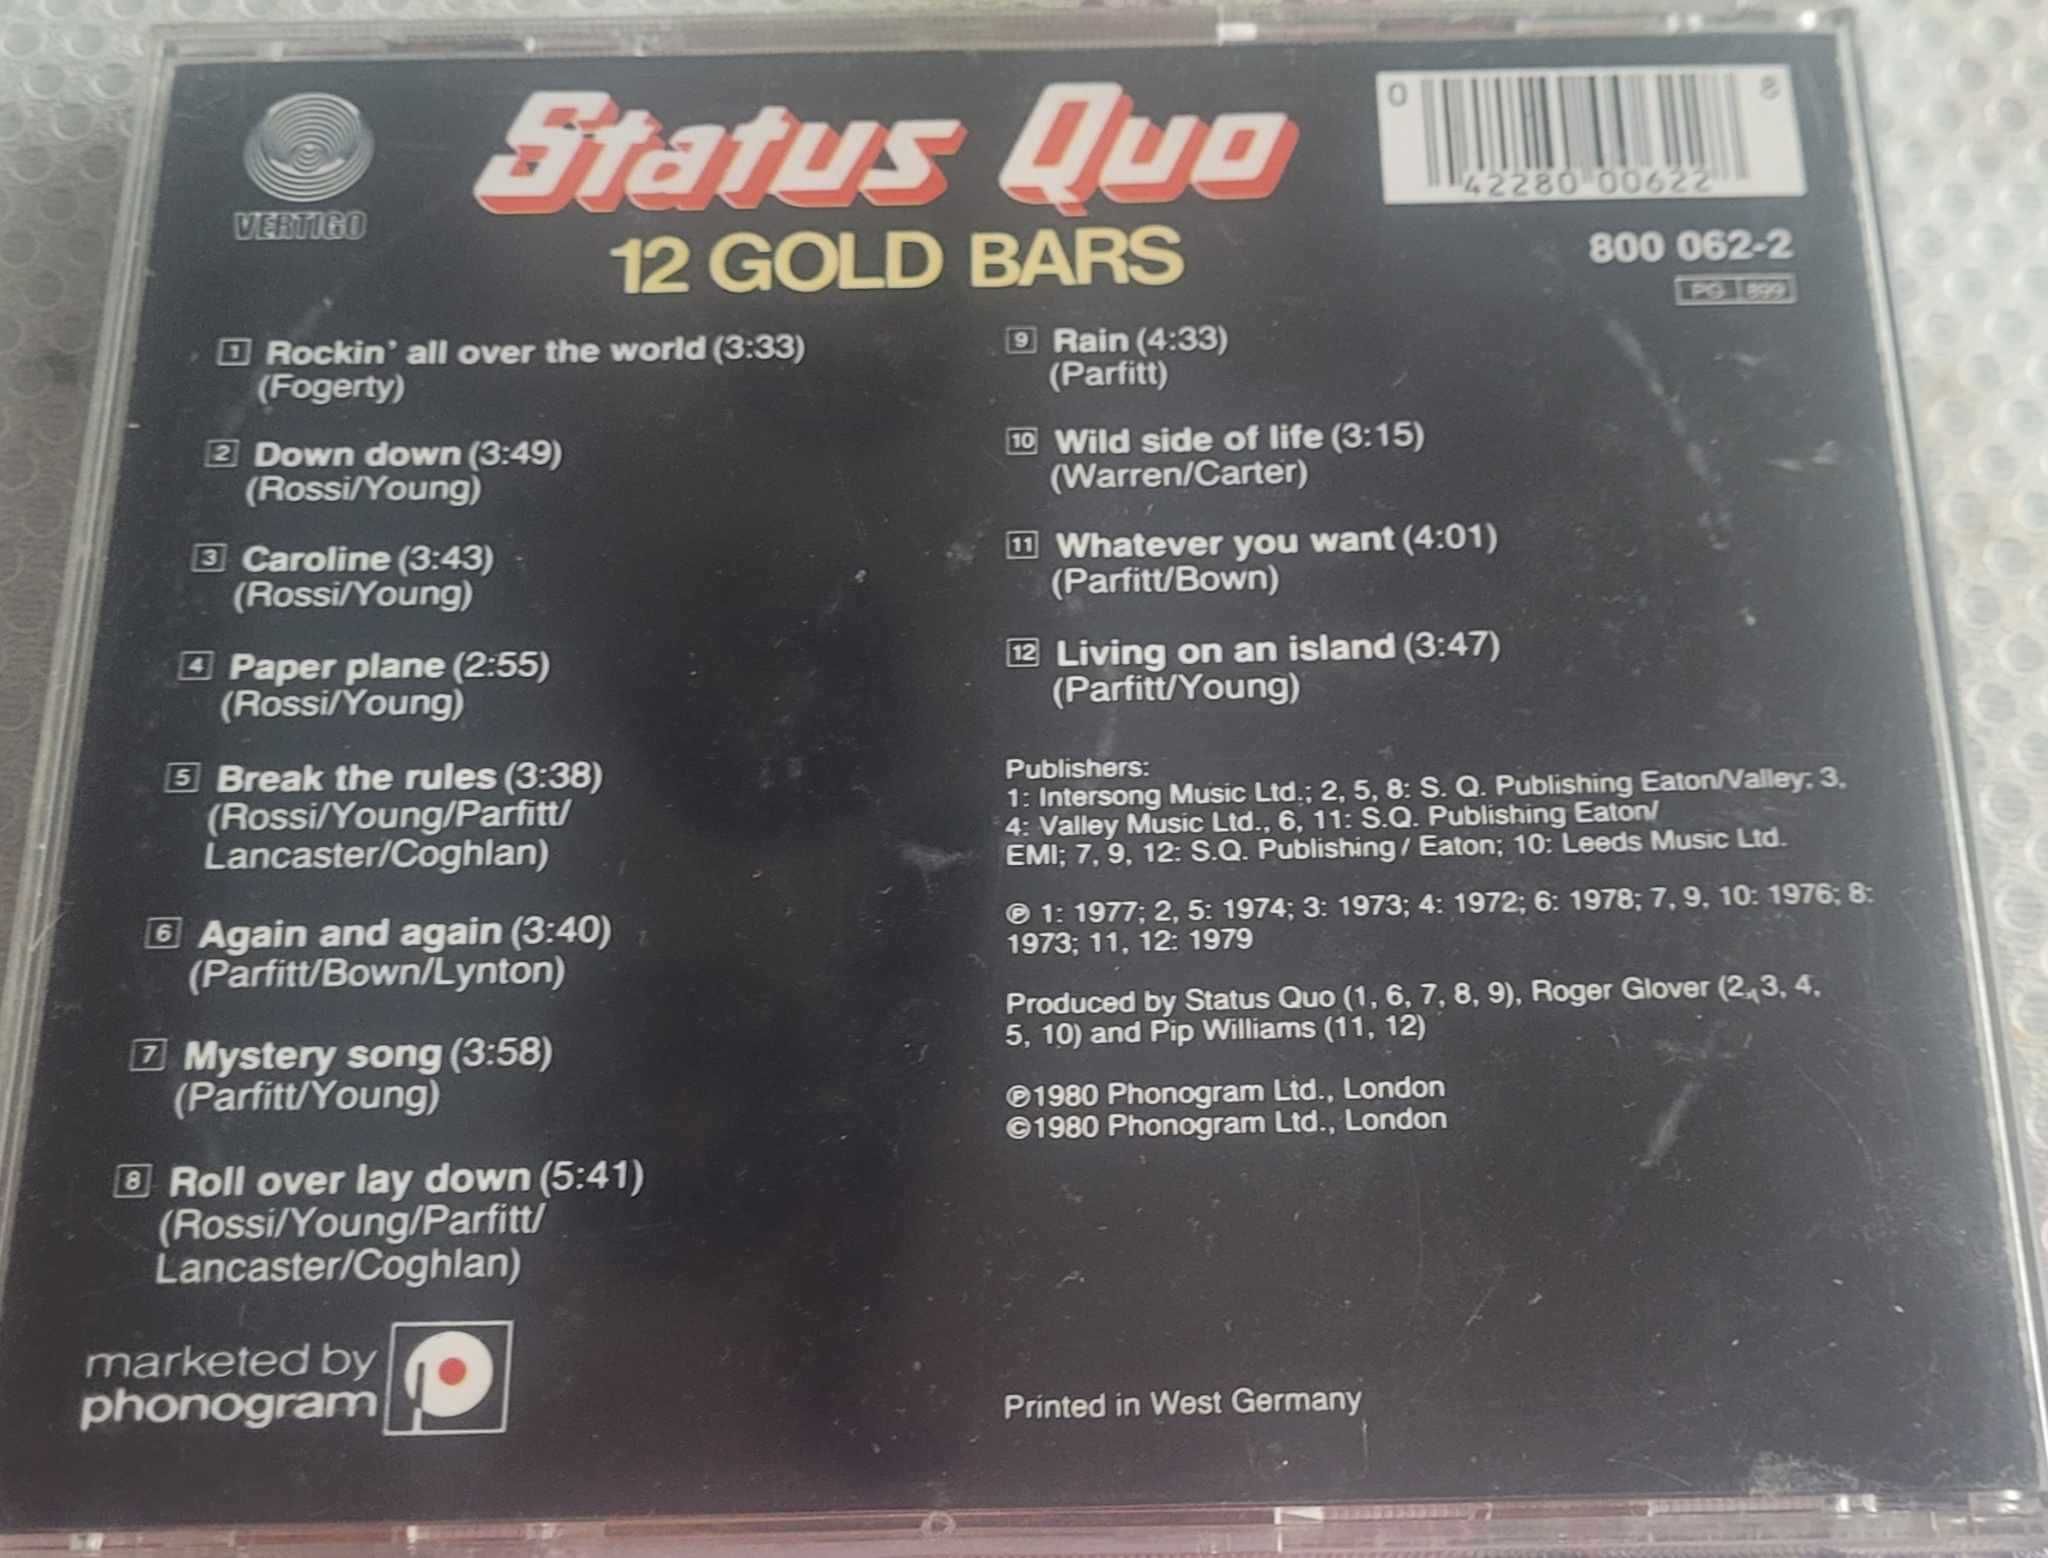 VERTIGO
Status Quo
12 GOLD BARS
0 42280 00622 8
800 062-2
PG 899
1 Rockin' all over the world (3:33)
(Fogerty)
2 Down down (3:49)
(Rossi/Young)
3 Caroline (3:43)
(Rossi/Young)
4 Paper plane (2:55)
(Rossi/Young)
5 Break the rules (3:38)
(Rossi/Young/Parfitt/
Lancaster/Coghlan)
6 Again and again (3:40)
(Parfitt/Bown/Lynton)
7 Mystery song (3:58)
(Parfitt/Young)
8 Roll over lay down (5:41)
(Rossi/Young/Parfitt/
Lancaster/Coghlan)
marketed by
phonogram
9 Rain (4:33)
(Parfitt)
10 Wild side of life (3:15)
(Warren/Carter)
11 Whatever you want (4:01)
(Parfitt/Bown)
12 Living on an island (3:47)
(Parfitt/Young)
Publishers:
1: Intersong Music Ltd.; 2, 5, 8: S. Q. Publishing Eaton/Valley; 3,
4: Valley Music Ltd., 6, 11: S.Q. Publishing Eaton/
EMI; 7, 9, 12: S.Q. Publishing / Eaton; 10: Leeds Music Ltd.
℗ 1: 1977; 2, 5: 1974; 3: 1973; 4: 1972; 6: 1978; 7, 9, 10: 1976; 8:
1973; 11, 12: 1979
Produced by Status Quo (1, 6, 7, 8, 9), Roger Glover (2, 3, 4,
5, 10) and Pip Williams (11, 12)
℗1980 Phonogram Ltd., London
©1980 Phonogram Ltd., London
Printed in West Germany